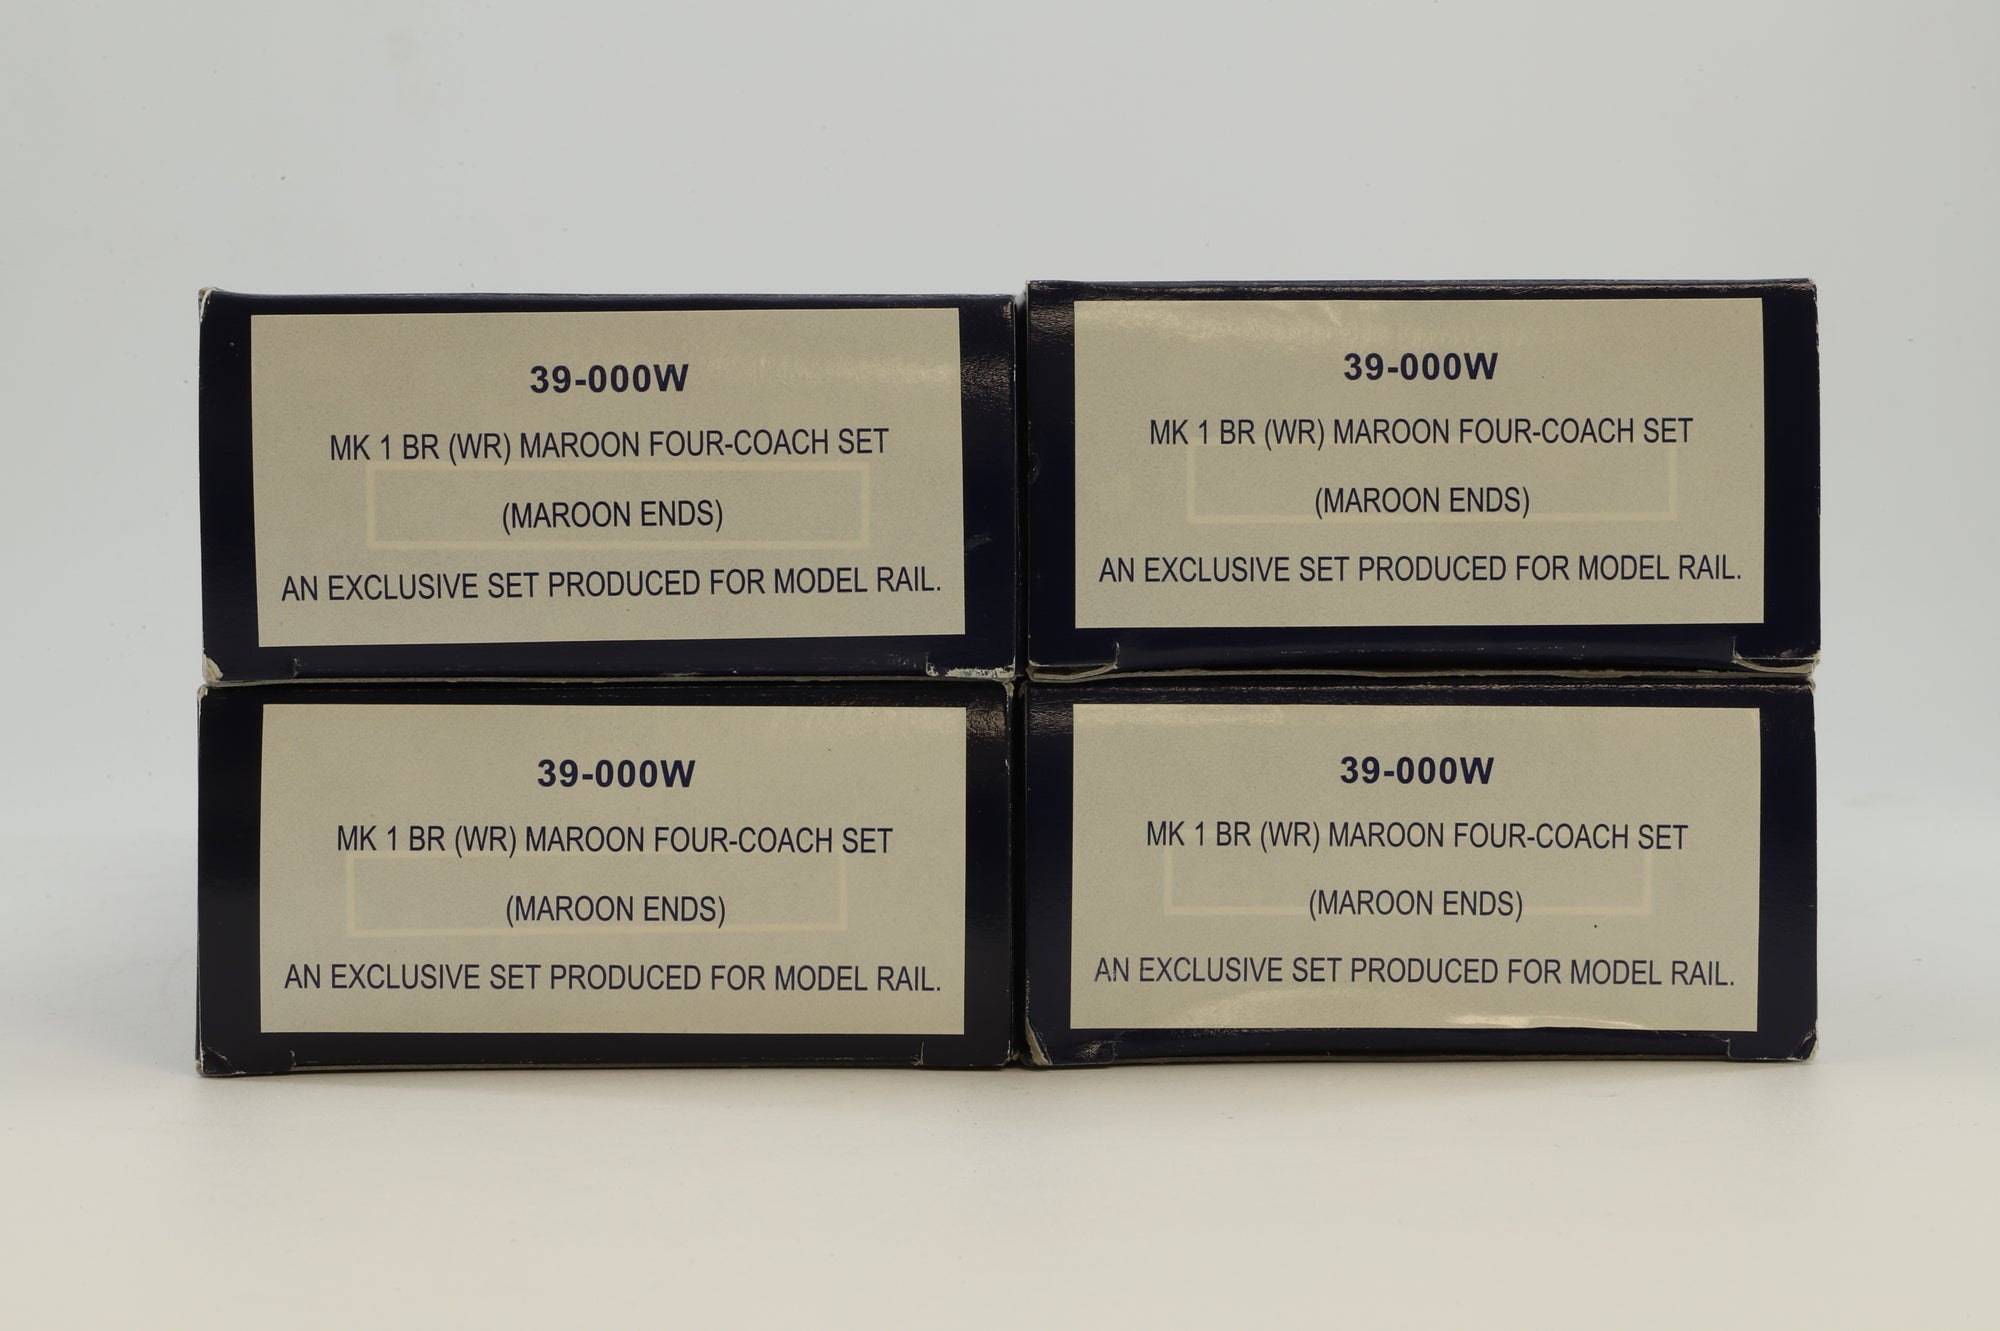 39-000W
MK 1 BR (WR) MAROON FOUR-COACH SET
(MAROON ENDS)
AN EXCLUSIVE SET PRODUCED FOR MODEL RAIL.
39-000W
MK 1 BR (WR) MAROON FOUR-COACH SET
(MAROON ENDS)
AN EXCLUSIVE SET PRODUCED FOR MODEL RAIL.
39-000W
MK 1 BR (WR) MAROON FOUR-COACH SET
(MAROON ENDS)
AN EXCLUSIVE SET PRODUCED FOR MODEL RAIL.
39-000W
MK 1 BR (WR) MAROON FOUR-COACH SET
(MAROON ENDS)
AN EXCLUSIVE SET PRODUCED FOR MODEL RAIL.